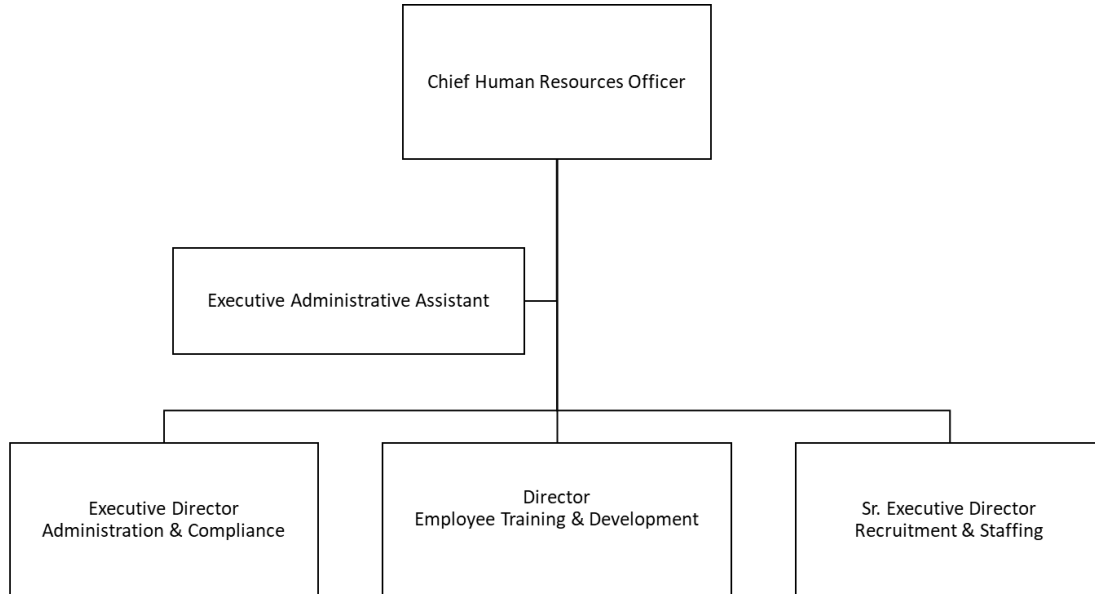 Chief Human Resources Officer
Executive Administrative Assistant
Executive Director
Administration & Compliance
Director
Employee Training & Development
Sr. Executive Director
Recruitment & Staffing